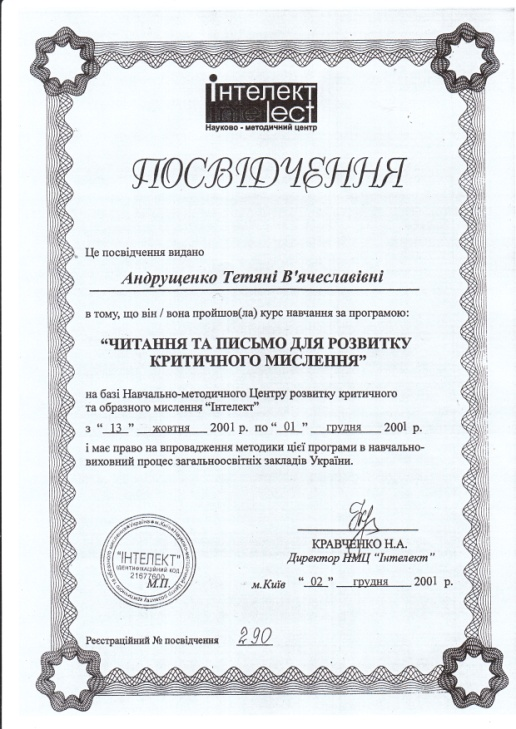 інтелект
intelect
Науково - методичний центр
ПОСВІДЧЕННЯ
Це посвідчення видано
Андрущенко Тетяні В'ячеславівні
в тому, що він / вона пройшов(ла) курс навчання за програмою:
“ЧИТАННЯ ТА ПИСЬМО ДЛЯ РОЗВИТКУ
КРИТИЧНОГО МИСЛЕННЯ”
на базі Навчально-методичного Центру розвитку критичного
та образного мислення “Інтелект”
з “ 13 ” жовтня 2001 р. по “ 01 ” грудня 2001 р.
і має право на впровадження методики цієї програми в навчально-
виховний процес загальноосвітніх закладів України.
КРАВЧЕНКО Н.А.
Директор НМЦ “Інтелект”
"ІНТЕЛЕКТ"
ІДЕНТИФІКАЦІЙНИЙ КОД
21677600
М.П.
м.Київ “ 02 ” грудня 2001 р.
Реєстраційний № посвідчення 290